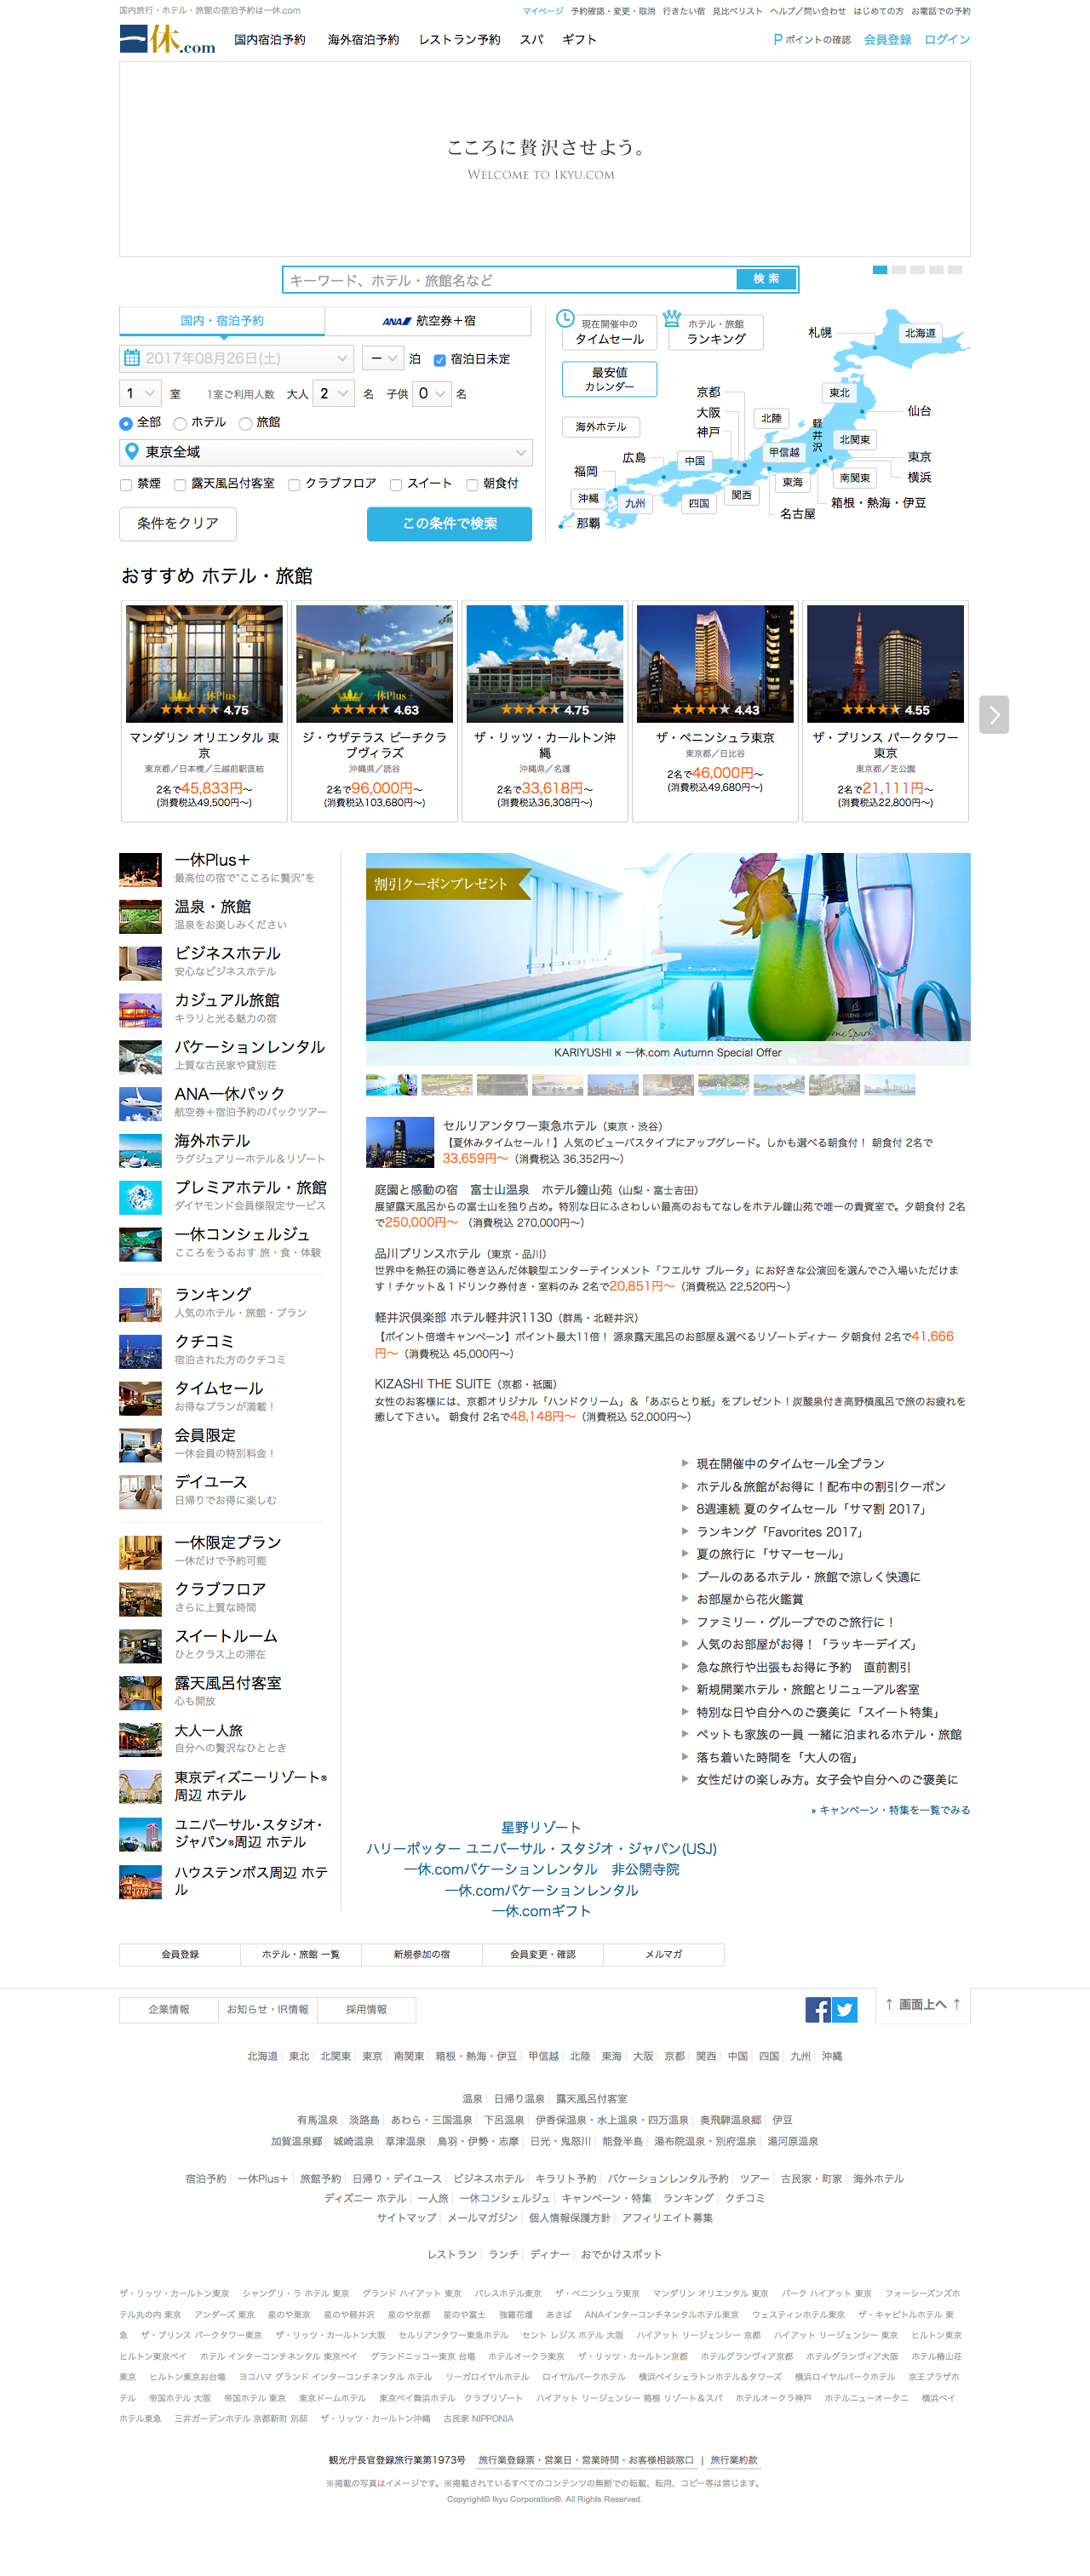 国内旅行・ホテル・旅館の宿泊予約は一休.com
マイページ 予約確認・変更・取消 行きたい宿 見比べリスト ヘルプ／問い合わせ はじめての方 お電話での予約
一休.com 国内宿泊予約 海外宿泊予約 レストラン予約 スパ ギフト
P ポイントの確認 会員登録 ログイン
こころに贅沢させよう。
WELCOME TO IKYU.COM
キーワード、ホテル・旅館名など 検 索
国内・宿泊予約 ANA 航空券＋宿
2017年08月26日(土) 一 泊 宿泊日未定
1 室 1室ご利用人数 大人 2 名 子供 0 名
全部 ホテル 旅館
東京全域
禁煙 露天風呂付客室 クラブフロア スイート 朝食付
条件をクリア この条件で検索
現在開催中の
タイムセール
ホテル・旅館
ランキング
最安値
カレンダー
海外ホテル
札幌
北海道
東北
仙台
京都
大阪
神戸
北陸
軽井沢
北関東
甲信越
東京
広島
中国
福岡
南関東
横浜
東海
関西
沖縄
九州
四国
箱根・熱海・伊豆
名古屋
那覇
おすすめ ホテル・旅館
一休Plus+
4.75
マンダリン オリエンタル 東
京
東京都／日本橋／三越前駅直結
2名で45,833円～
(消費税込49,500円～)
一休Plus+
4.63
ジ・ウザテラス ビーチクラ
ブヴィラズ
沖縄県／読谷
2名で96,000円～
(消費税込103,680円～)
4.75
ザ・リッツ・カールトン沖
縄
沖縄県／名護
2名で33,618円～
(消費税込36,308円～)
4.43
ザ・ペニンシュラ東京
東京都／日比谷
2名で46,000円～
(消費税込49,680円～)
4.55
ザ・プリンス パークタワー
東京
東京都／芝公園
2名で21,111円～
(消費税込22,800円～)
一休Plus＋
最高位の宿で“こころに贅沢”を
温泉・旅館
温泉をお楽しみください
ビジネスホテル
安心なビジネスホテル
カジュアル旅館
キラリと光る魅力の宿
バケーションレンタル
上質な古民家や貸別荘
ANA一休パック
航空券＋宿泊予約のパックツアー
海外ホテル
ラグジュアリーホテル＆リゾート
プレミアホテル・旅館
ダイヤモンド会員様限定サービス
一休コンシェルジュ
こころをうるおす 旅・食・体験
ランキング
人気のホテル・旅館・プラン
クチコミ
宿泊された方のクチコミ
タイムセール
お得なプランが満載！
会員限定
一休会員の特別料金！
デイユース
日帰りでお得に楽しむ
一休限定プラン
一休だけで予約可能
クラブフロア
さらに上質な時間
スイートルーム
ひとクラス上の滞在
露天風呂付客室
心も開放
大人一人旅
自分への贅沢なひととき
東京ディズニーリゾート®
周辺 ホテル
ユニバーサル・スタジオ・
ジャパン®周辺 ホテル
ハウステンボス周辺 ホテ
ル
割引クーポンプレゼント
KARIYUSHI × 一休.com Autumn Special Offer
セルリアンタワー東急ホテル（東京・渋谷）
【夏休みタイムセール！】人気のビューバスタイプにアップグレード。しかも選べる朝食付！ 朝食付 2名で
33,659円～（消費税込 36,352円～）
庭園と感動の宿　富士山温泉　ホテル鐘山苑（山梨・富士吉田）
展望露天風呂からの富士山を独り占め。特別な日にふさわしい最高のおもてなしをホテル鐘山苑で唯一の貴賓室で。夕朝食付 2名
で250,000円～ （消費税込 270,000円～）
品川プリンスホテル（東京・品川）
世界中を熱狂の渦に巻き込んだ体験型エンターテインメント「フエルサ ブルータ」にお好きな公演回を選んでご入場いただけま
す！チケット＆1ドリンク券付き・室料のみ 2名で20,851円～（消費税込 22,520円～）
軽井沢倶楽部 ホテル軽井沢1130（群馬・北軽井沢）
【ポイント倍増キャンペーン】ポイント最大11倍！ 源泉露天風呂のお部屋＆選べるリゾートディナー 夕朝食付 2名で41,666
円～（消費税込 45,000円～）
KIZASHI THE SUITE（京都・祇園）
女性のお客様には、京都オリジナル「ハンドクリーム」＆「あぶらとり紙」をプレゼント！炭酸泉付き高野槙風呂で旅のお疲れを
癒して下さい。 朝食付 2名で48,148円～（消費税込 52,000円～）
現在開催中のタイムセール全プラン
ホテル＆旅館がお得に！配布中の割引クーポン
8週連続 夏のタイムセール「サマ割 2017」
ランキング「Favorites 2017」
夏の旅行に「サマーセール」
プールのあるホテル・旅館で涼しく快適に
お部屋から花火鑑賞
ファミリー・グループでのご旅行に！
人気のお部屋がお得！「ラッキーデイズ」
急な旅行や出張もお得に予約　直前割引
新規開業ホテル・旅館とリニューアル客室
特別な日や自分へのご褒美に「スイート特集」
ペットも家族の一員 一緒に泊まれるホテル・旅館
落ち着いた時間を「大人の宿」
女性だけの楽しみ方。女子会や自分へのご褒美に
» キャンペーン・特集を一覧でみる
星野リゾート
ハリーポッター ユニバーサル・スタジオ・ジャパン(USJ)
一休.comバケーションレンタル　非公開寺院
一休.comバケーションレンタル
一休.comギフト
会員登録 ホテル・旅館 一覧 新規参加の宿 会員変更・確認 メルマガ
企業情報 お知らせ・IR情報 採用情報
↑ 画面上へ ↑
北海道 東北 北関東 東京 南関東 箱根・熱海・伊豆 甲信越 北陸 東海 大阪 京都 関西 中国 四国 九州 沖縄
温泉 日帰り温泉 露天風呂付客室
有馬温泉 淡路島 あわら・三国温泉 下呂温泉 伊香保温泉・水上温泉・四万温泉 奥飛騨温泉郷 伊豆
加賀温泉郷 城崎温泉 草津温泉 鳥羽・伊勢・志摩 日光・鬼怒川 能登半島 湯布院温泉・別府温泉 湯河原温泉
宿泊予約 一休Plus＋ 旅館予約 日帰り・デイユース ビジネスホテル キラリト予約 バケーションレンタル予約 ツアー 古民家・町家 海外ホテル
ディズニー ホテル 一人旅 一休コンシェルジュ キャンペーン・特集 ランキング クチコミ
サイトマップ メールマガジン 個人情報保護方針 アフィリエイト募集
レストラン ランチ ディナー おでかけスポット
ザ・リッツ・カールトン東京 シャングリ・ラ ホテル 東京 グランド ハイアット 東京 パレスホテル東京 ザ・ペニンシュラ東京 マンダリン オリエンタル 東京 パーク ハイアット 東京 フォーシーズンズホ
テル丸の内 東京 アンダーズ 東京 星のや東京 星のや軽井沢 星のや京都 星のや富士 強羅花壇 あさば ANAインターコンチネンタルホテル東京 ウェスティンホテル東京 ザ・キャピトルホテル 東
急 ザ・プリンス パークタワー東京 ザ・リッツ・カールトン大阪 セルリアンタワー東急ホテル セント レジス ホテル 大阪 ハイアット リージェンシー 京都 ハイアット リージェンシー 東京 ヒルトン東京
ヒルトン東京ベイ ホテル インターコンチネンタル 東京ベイ グランドニッコー東京 台場 ホテルオークラ東京 ザ・リッツ・カールトン京都 ホテルグランヴィア京都 ホテルグランヴィア大阪 ホテル椿山荘
東京 ヒルトン東京お台場 ヨコハマ グランド インターコンチネンタル ホテル リーガロイヤルホテル ロイヤルパークホテル 横浜ベイシェラトンホテル＆タワーズ 横浜ロイヤルパークホテル 京王プラザホ
テル 帝国ホテル 大阪 帝国ホテル 東京 東京ドームホテル 東京ベイ舞浜ホテル クラブリゾート ハイアット リージェンシー 箱根 リゾート＆スパ ホテルオークラ神戸 ホテルニューオータニ 横浜ベイ
ホテル東急 三井ガーデンホテル 京都新町 別邸 ザ・リッツ・カールトン沖縄 古民家 NIPPONIA
観光庁長官登録旅行業第1973号 旅行業登録票・営業日・営業時間・お客様相談窓口 | 旅行業約款
※掲載の写真はイメージです。※掲載されているすべてのコンテンツの無断での転載、転用、コピー等は禁じます。
Copyright© Ikyu Corporation®. All Rights Reserved.